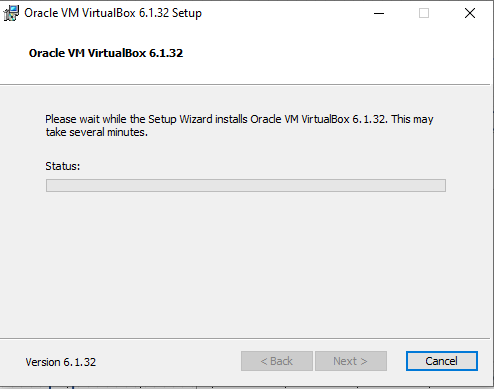 Oracle VM VirtualBox 6.1.32 Setup
Oracle VM VirtualBox 6.1.32
Please wait while the Setup Wizard installs Oracle VM VirtualBox 6.1.32. This may
take several minutes.
Status:
Version 6.1.32
< Back
Next >
Cancel